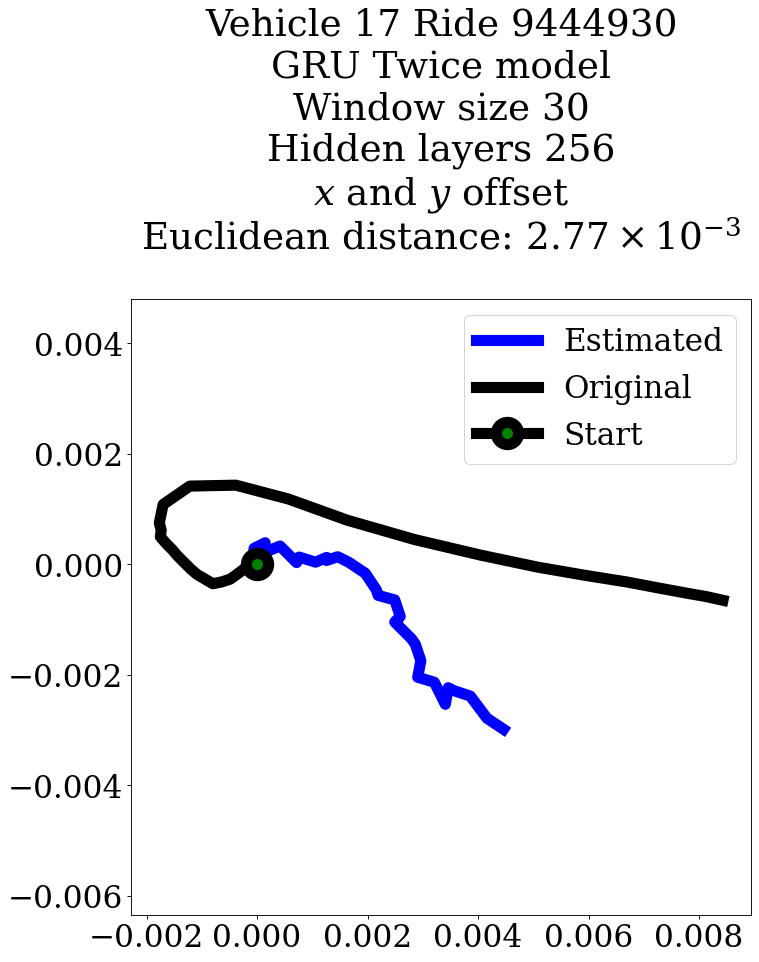 Vehicle 17 Ride 9444930
GRU Twice model
Window size 30
Hidden layers 256
x and y offset
Euclidean distance: 2.77 × 10⁻³
Estimated
Original
Start
0.004
0.002
0.000
−0.002
−0.004
−0.006
−0.002 0.000 0.002 0.004 0.006 0.008